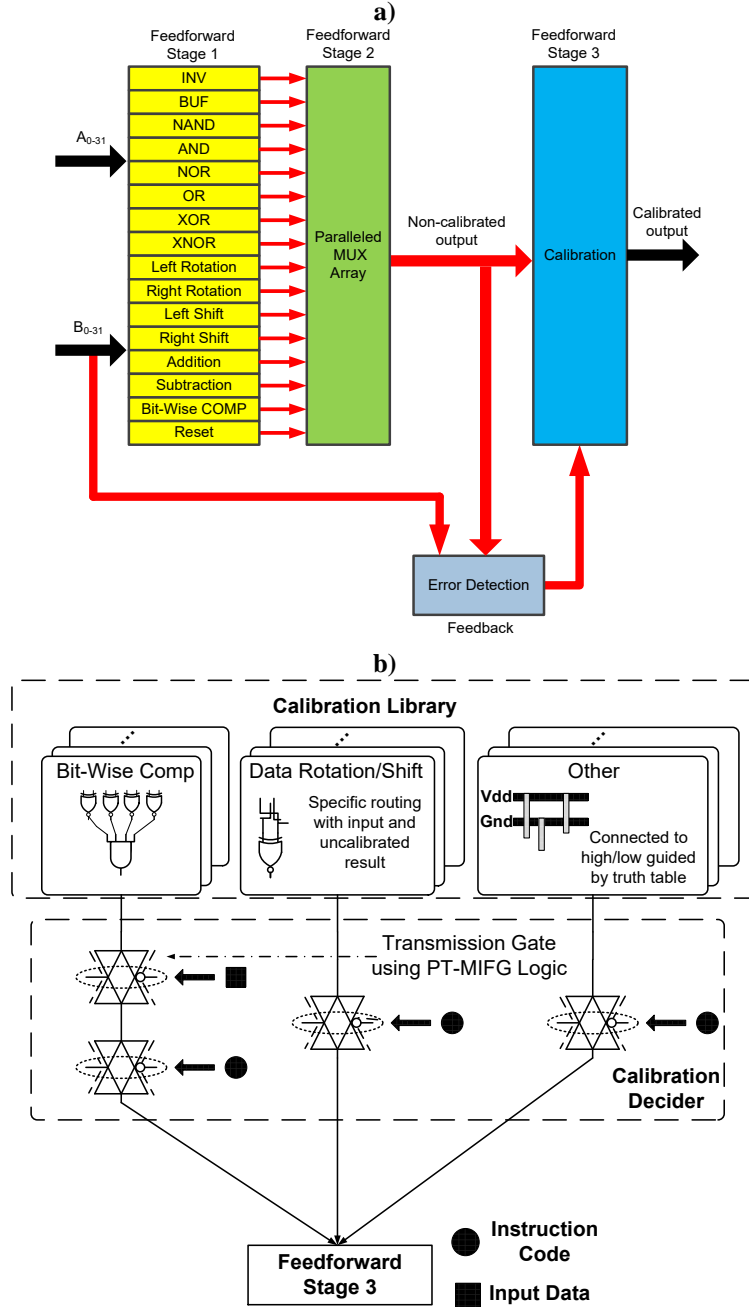 a)
Feedforward
Stage 1
Feedforward
Stage 2
Feedforward
Stage 3
INV
BUF
NAND
AND
NOR
OR
XOR
XNOR
Left Rotation
Right Rotation
Left Shift
Right Shift
Addition
Subtraction
Bit-Wise COMP
Reset
A0-31
B0-31
Paralleled
MUX
Array
Non-calibrated
output
Calibration
Calibrated
output
Error Detection
Feedback
b)
Calibration Library
Bit-Wise Comp
Data Rotation/Shift
Specific routing
with input and
uncalibrated
result
Other
Vdd
Gnd
Connected to
high/low guided
by truth table
Transmission Gate
using PT-MIFG Logic
Calibration
Decider
Feedforward
Stage 3
Instruction
Code
Input Data